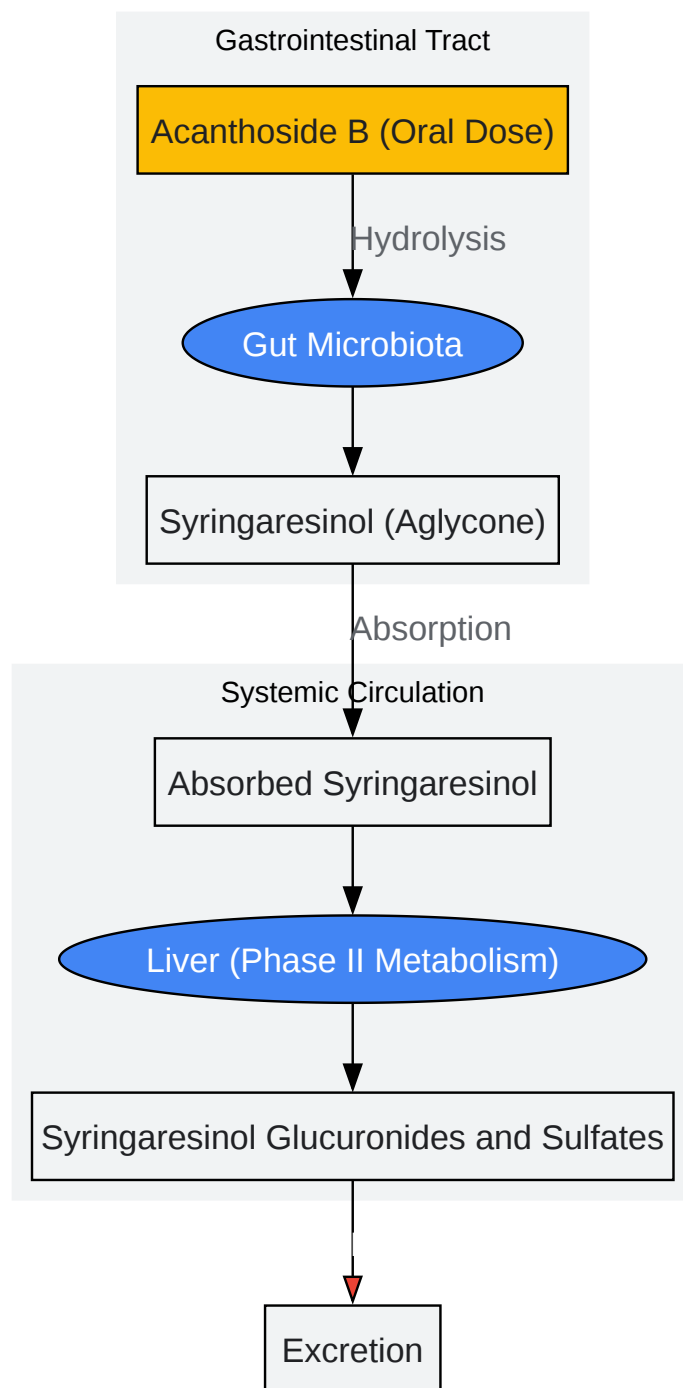 Gastrointestinal Tract
Acanthoside B (Oral Dose)
Hydrolysis
Gut Microbiota
Syringaresinol (Aglycone)
Absorption
Systemic Circulation
Absorbed Syringaresinol
Liver (Phase II Metabolism)
Syringaresinol Glucuronides and Sulfates
Excretion